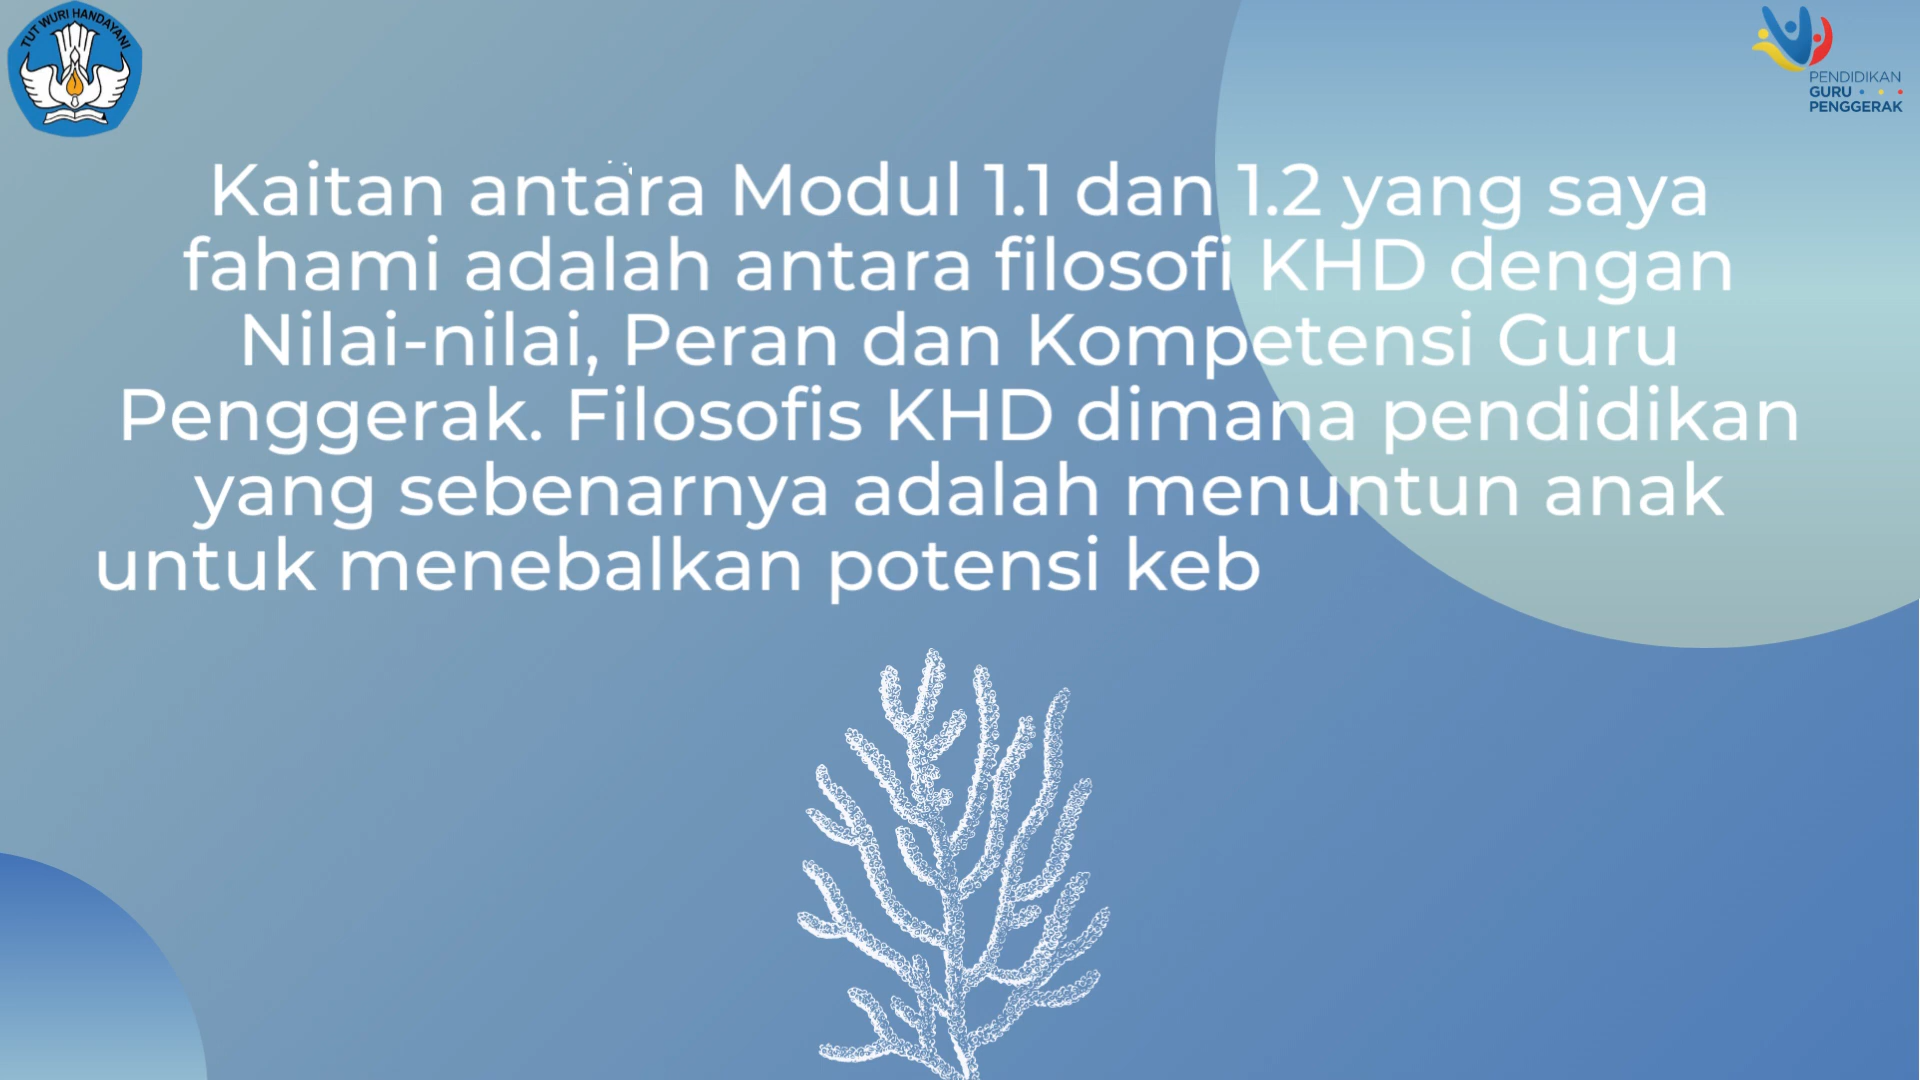 TUT WURI HANDAYANI
PENDIDIKAN
GURU
PENGGERAK
Kaitan antara Modul 1.1 dan 1.2 yang saya
fahami adalah antara filosofi KHD dengan
Nilai-nilai, Peran dan Kompetensi Guru
Penggerak. Filosofis KHD dimana pendidikan
yang sebenarnya adalah menuntun anak
untuk menebalkan potensi keb